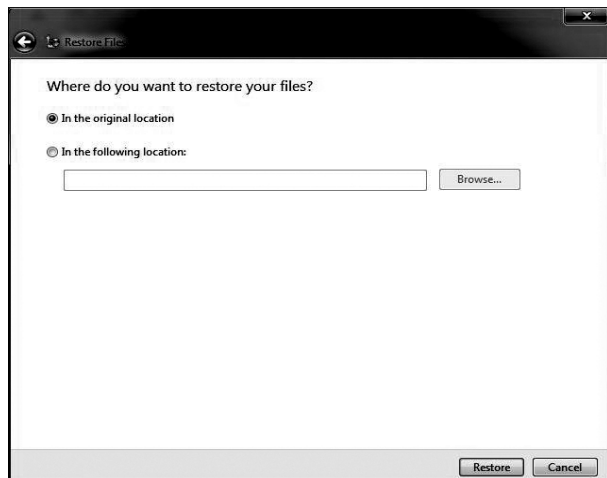 Restore Files
Where do you want to restore your files?
In the original location
In the following location:
Browse...
Restore Cancel